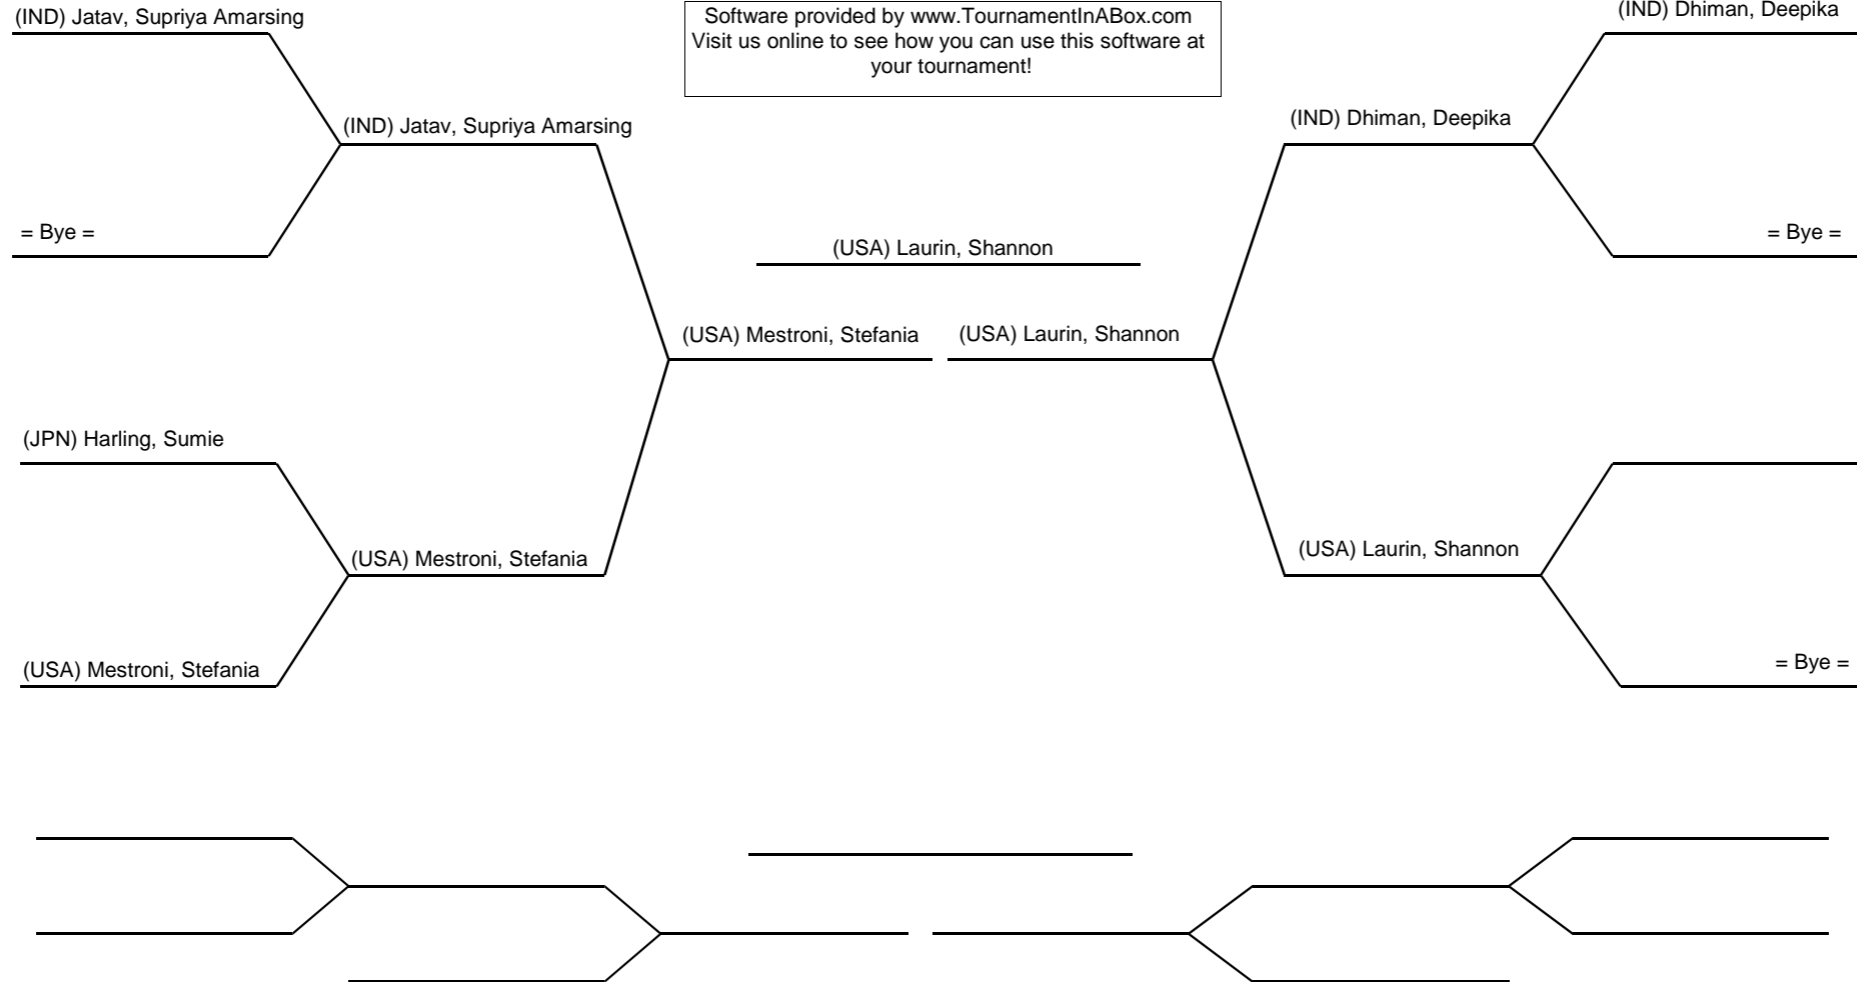 (IND) Jatav, Supriya Amarsing
Software provided by www.TournamentInABox.com
Visit us online to see how you can use this software at
your tournament!
(IND) Dhiman, Deepika
(IND) Jatav, Supriya Amarsing
(IND) Dhiman, Deepika
= Bye =
(USA) Laurin, Shannon
= Bye =
(USA) Mestroni, Stefania
(USA) Laurin, Shannon
(JPN) Harling, Sumie
(USA) Mestroni, Stefania
(USA) Laurin, Shannon
(USA) Mestroni, Stefania
= Bye =